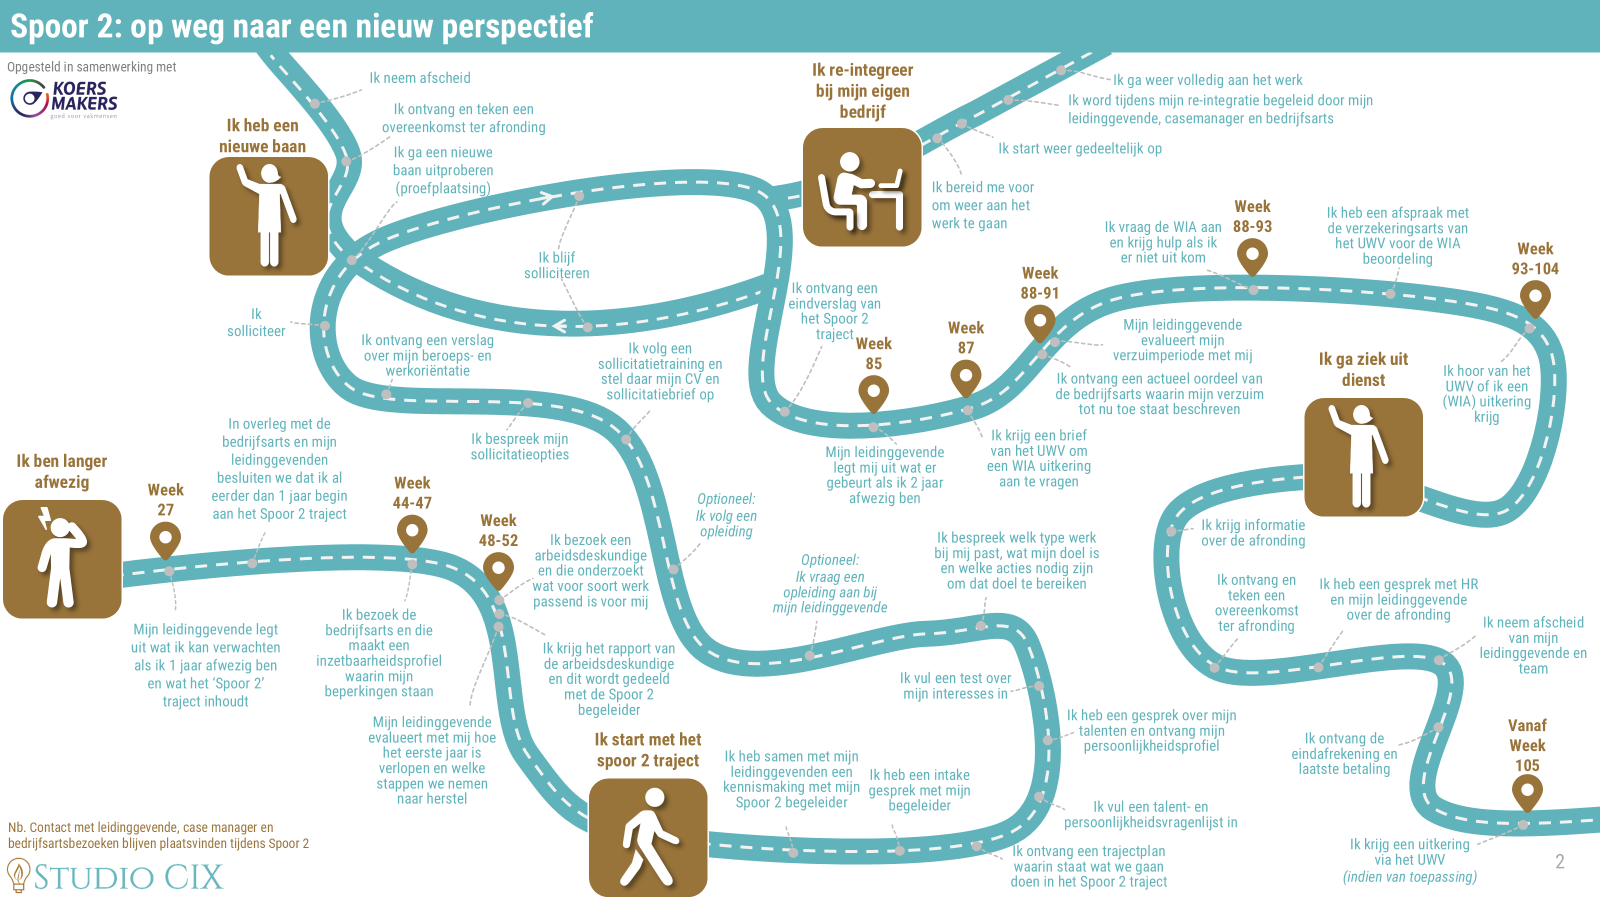 Spoor 2: op weg naar een nieuw perspectief
Opgesteld in samenwerking met
KOERS
MAKERS
goed voor vakmensen
Ik heb een
nieuwe baan
Ik neem afscheid
Ik ontvang en teken een
overeenkomst ter afronding
Ik ga een nieuwe
baan uitproberen
(proefplaatsing)
Ik blijf
solliciteren
Ik
solliciteer
Ik re-integreer
bij mijn eigen
bedrijf
Ik ga weer volledig aan het werk
Ik word tijdens mijn re-integratie begeleid door mijn
leidinggevende, casemanager en bedrijfsarts
Ik start weer gedeeltelijk op
Ik bereid me voor
om weer aan het
werk te gaan
Ik ontvang een verslag
over mijn beroeps- en
werkoriëntatie
Ik volg een
sollicitatietraining en
stel daar mijn CV en
sollicitatiebrief op
Ik bespreek mijn
sollicitatieopties
Ik ontvang een
eindverslag van
het Spoor 2
traject
Week
85
Mijn leidinggevende
legt mij uit wat er
gebeurt als ik 2 jaar
afwezig ben
Week
87
Ik krijg een brief
van het UWV om
een WIA uitkering
aan te vragen
Week
88-91
Mijn leidinggevende
evalueert mijn
verzuimperiode met mij
Ik ontvang een actueel oordeel van
de bedrijfsarts waarin mijn verzuim
tot nu toe staat beschreven
Ik vraag de WIA aan
en krijg hulp als ik
er niet uit kom
Week
88-93
Ik heb een afspraak met
de verzekeringsarts van
het UWV voor de WIA
beoordeling
Week
93-104
Ik hoor van het
UWV of ik een
(WIA) uitkering
krijg
Ik ga ziek uit
dienst
Ik krijg informatie
over de afronding
Ik ontvang en
teken een
overeenkomst
ter afronding
Ik heb een gesprek met HR
en mijn leidinggevende
over de afronding
Ik neem afscheid
van mijn
leidinggevende en
team
Ik ontvang de
eindafrekening en
laatste betaling
Vanaf
Week
105
Ik krijg een uitkering
via het UWV
(indien van toepassing)
Ik ben langer
afwezig
Week
27
Mijn leidinggevende legt
uit wat ik kan verwachten
als ik 1 jaar afwezig ben
en wat het ‘Spoor 2’
traject inhoudt
In overleg met de
bedrijfsarts en mijn
leidinggevenden
besluiten we dat ik al
eerder dan 1 jaar begin
aan het Spoor 2 traject
Week
44-47
Ik bezoek de
bedrijfsarts en die
maakt een
inzetbaarheidsprofiel
waarin mijn
beperkingen staan
Week
48-52
Ik bezoek een
arbeidsdeskundige
en die onderzoekt
wat voor soort werk
passend is voor mij
Ik krijg het rapport van
de arbeidsdeskundige
en dit wordt gedeeld
met de Spoor 2
begeleider
Mijn leidinggevende
evalueert met mij hoe
het eerste jaar is
verlopen en welke
stappen we nemen
naar herstel
Ik start met het
spoor 2 traject
Ik heb samen met mijn
leidinggevenden een
kennismaking met mijn
Spoor 2 begeleider
Ik heb een intake
gesprek met mijn
begeleider
Ik ontvang een trajectplan
waarin staat wat we gaan
doen in het Spoor 2 traject
Ik vul een talent- en
persoonlijkheidsvragenlijst in
Ik heb een gesprek over mijn
talenten en ontvang mijn
persoonlijkheidsprofiel
Ik vul een test over
mijn interesses in
Ik bespreek welk type werk
bij mij past, wat mijn doel is
en welke acties nodig zijn
om dat doel te bereiken
Optioneel:
Ik vraag een
opleiding aan bij
mijn leidinggevende
Optioneel:
Ik volg een
opleiding
Nb. Contact met leidinggevende, case manager en
bedrijfsartsbezoeken blijven plaatsvinden tijdens Spoor 2
STUDIO CIX
2